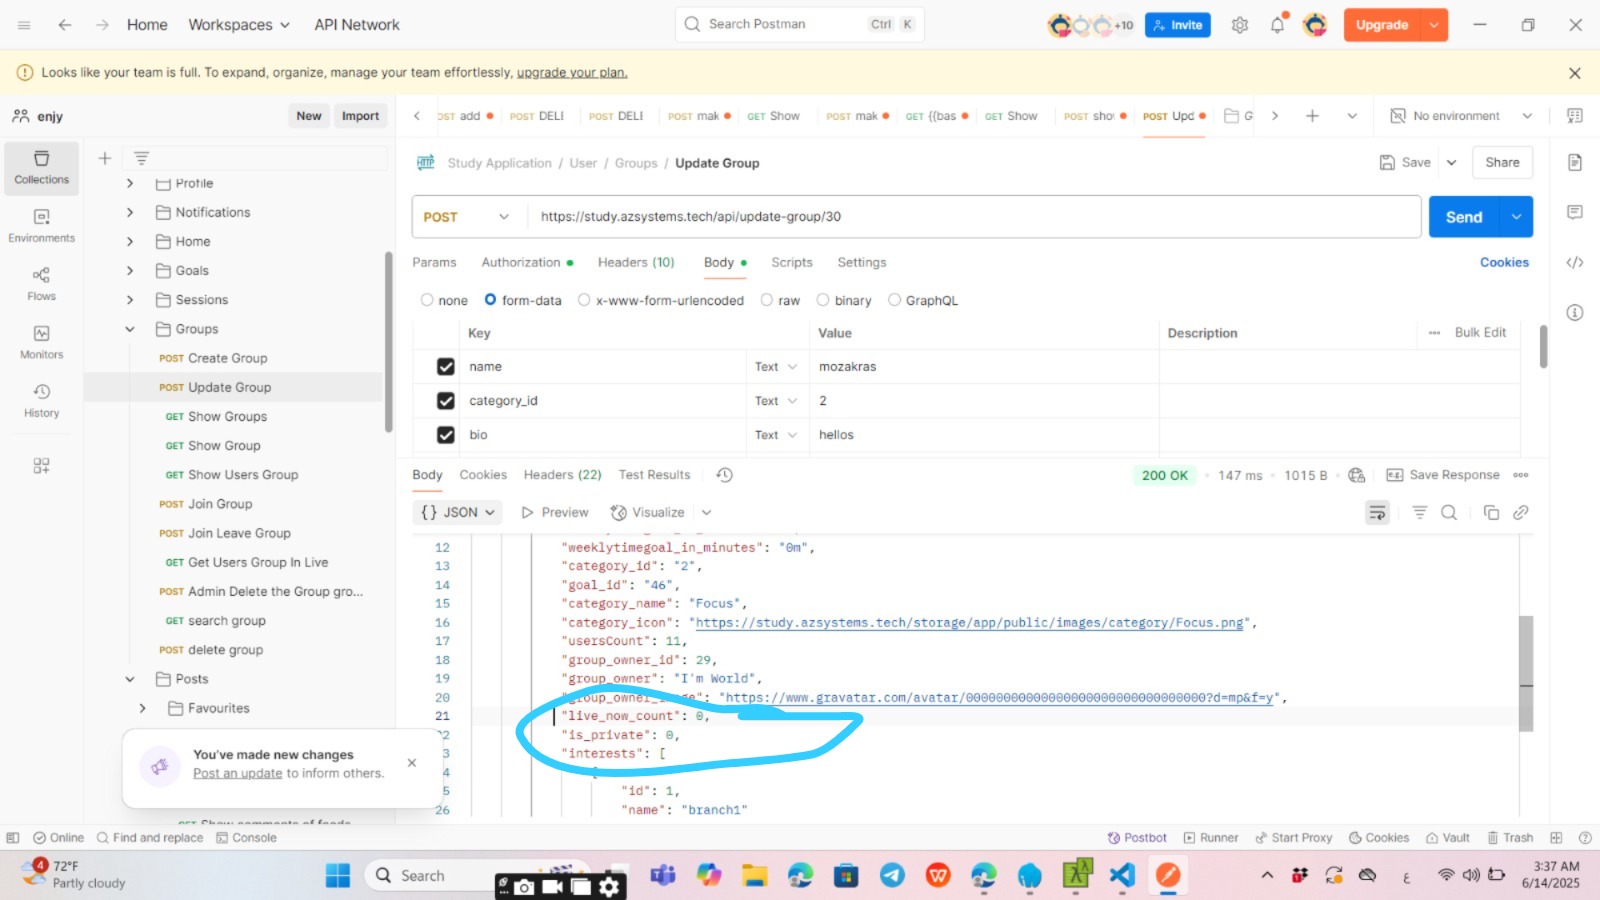 Home Workspaces API Network Search Postman Ctrl K +10 Invite Upgrade
Looks like your team is full. To expand, organize, manage your team effortlessly, upgrade your plan.
enjy New Import
OST add POST DELE POST DELE POST mak GET Show POST mak GET {{bas GET Show POST sho POST Upd G No environment
Collections
Environments
Flows
Monitors
History
Profile
Notifications
Home
Goals
Sessions
Groups
POST Create Group
POST Update Group
GET Show Groups
GET Show Group
GET Show Users Group
POST Join Group
POST Join Leave Group
GET Get Users Group In Live
POST Admin Delete the Group gro...
GET search group
POST delete group
Posts
Favourites
You've made new changes
Post an update to inform others.
HTTP Study Application / User / Groups / Update Group Save Share
POST https://study.azsystems.tech/api/update-group/30 Send
Params Authorization Headers (10) Body Scripts Settings Cookies
none form-data x-www-form-urlencoded raw binary GraphQL
Key Value Description Bulk Edit
name Text mozakras
category_id Text 2
bio Text hellos
Body Cookies Headers (22) Test Results 200 OK 147 ms 1015 B e.g. Save Response
{} JSON Preview Visualize
12 "weeklytimegoal_in_minutes": "0m",
13 "category_id": "2",
14 "goal_id": "46",
15 "category_name": "Focus",
16 "category_icon": "https://study.azsystems.tech/storage/app/public/images/category/Focus.png",
17 "usersCount": 11,
18 "group_owner_id": 29,
19 "group_owner": "I'm World",
20 "group_owner_image": "https://www.gravatar.com/avatar/00000000000000000000000000000000?d=mp&f=y",
21 "live_now_count": 0,
2 "is_private": 0,
3 "interests": [
4 {
5 "id": 1,
26 "name": "branch1"
Online Find and replace Console Postbot Runner Start Proxy Cookies Vault Trash
4 72°F
Partly cloudy
Search
ع
3:37 AM
6/14/2025